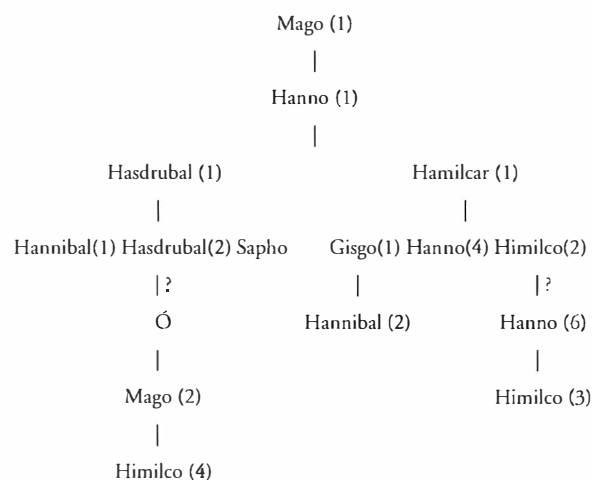 Mago (1)
|
Hanno (1)
|
Hasdrubal (1) Hamilcar (1)
| |
Hannibal(1) Hasdrubal(2) Sapho Gisgo(1) Hanno(4) Himilco(2)
| ? | | ?
Ó Hannibal (2) Hanno (6)
| |
Mago (2) Himilco (3)
|
Himilco (4)